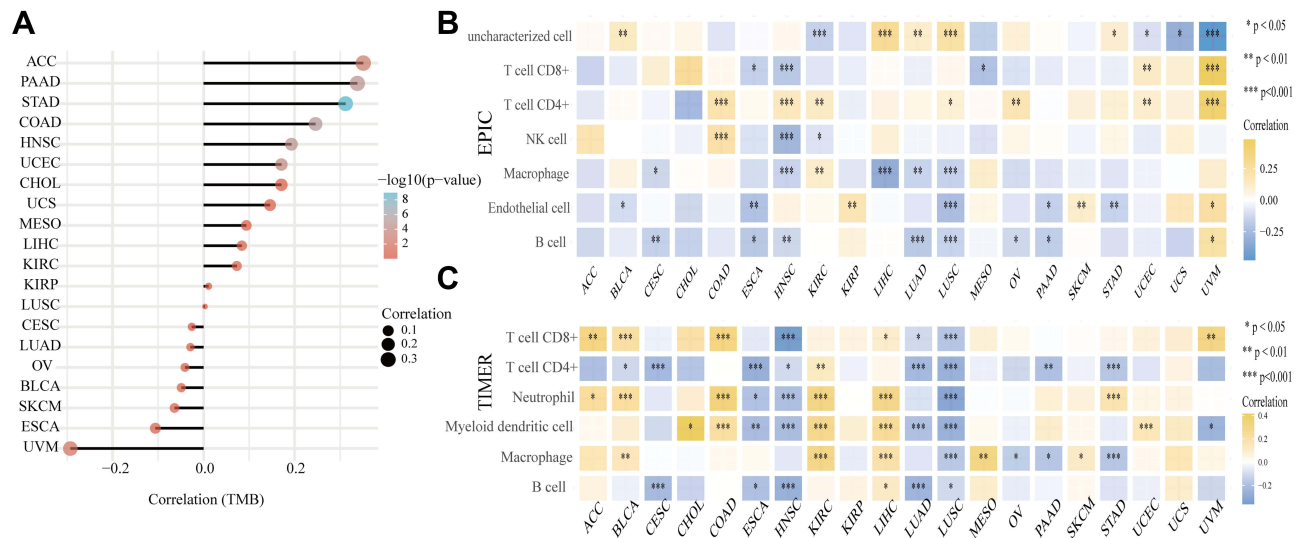 A
ACC
PAAD
STAD
COAD
HNSC
UCEC
CHOL
UCS
MESO
LIHC
KIRC
KIRP
LUSC
CESC
LUAD
OV
BLCA
SKCM
ESCA
UVM
−0.2 0.0 0.2
Correlation (TMB)
−log10(p−value)
8
6
4
2
Correlation
0.1
0.2
0.3
B
EPIC
uncharacterized cell ** *** *** ** *** * * * ***
T cell CD8+ * *** * ** ***
T cell CD4+ *** *** ** * ** ** ***
NK cell *** *** *
Macrophage * *** ** *** ** ***
Endothelial cell * ** ** *** * ** ** *
B cell ** * ** *** *** * * *
ACC BLCA CESC CHOL COAD ESCA HNSC KIRC KIRP LIHC LUAD LUSC MESO OV PAAD SKCM STAD UCEC UCS UVM
* p < 0.05
** p < 0.01
*** p<0.001
Correlation
0.25
0.00
−0.25
C
TIMER
T cell CD8+ ** *** *** *** * * *** **
T cell CD4+ * *** *** * ** *** *** ** ***
Neutrophil * *** *** * *** *** *** *** ***
Myeloid dendritic cell * *** ** *** *** *** *** *** *** *
Macrophage ** *** *** *** ** * * * ***
B cell *** * *** * *** *
ACC BLCA CESC CHOL COAD ESCA HNSC KIRC KIRP LIHC LUAD LUSC MESO OV PAAD SKCM STAD UCEC UCS UVM
* p < 0.05
** p < 0.01
*** p<0.001
Correlation
0.4
0.2
0.0
−0.2